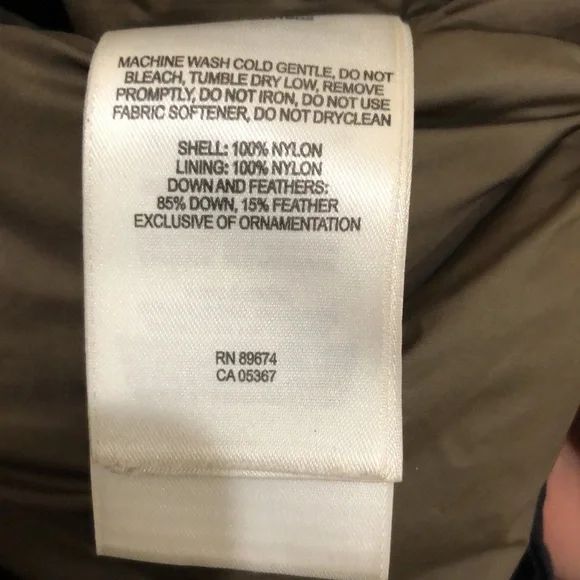 MACHINE WASH COLD GENTLE, DO NOT
BLEACH, TUMBLE DRY LOW, REMOVE
PROMPTLY, DO NOT IRON, DO NOT USE
FABRIC SOFTENER, DO NOT DRYCLEAN
SHELL: 100% NYLON
LINING: 100% NYLON
DOWN AND FEATHERS:
85% DOWN, 15% FEATHER
EXCLUSIVE OF ORNAMENTATION
RN 89674
CA 05367